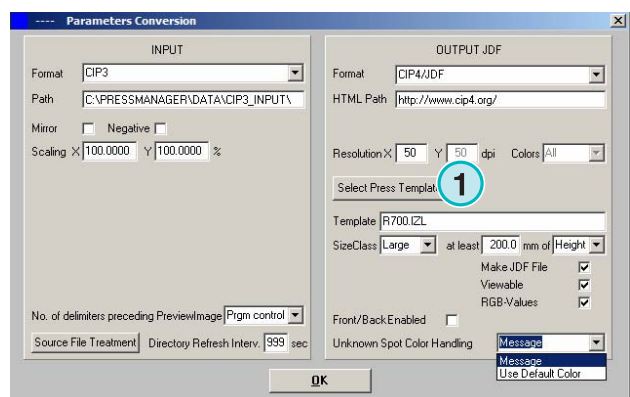 ---- Parameters Conversion
INPUT
Format CIP3
Path C:\PRESSMANAGER\DATA\CIP3_INPUT\
Mirror Negative
Scaling X 100.0000 Y 100.0000 %
No. of delimiters preceding PreviewImage Prgm control
Source File Treatment Directory Refresh Interv. 999 sec
OUTPUT JDF
Format CIP4/JDF
HTML Path http://www.cip4.org/
Resolution X 50 Y 50 dpi Colors All
Select Press Template
1
Template R700.IZL
SizeClass Large at least 200.0 mm of Height
Make JDF File
Viewable
RGB-Values
Front/Back Enabled
Unknown Spot Color Handling Message
Message
Use Default Color
OK